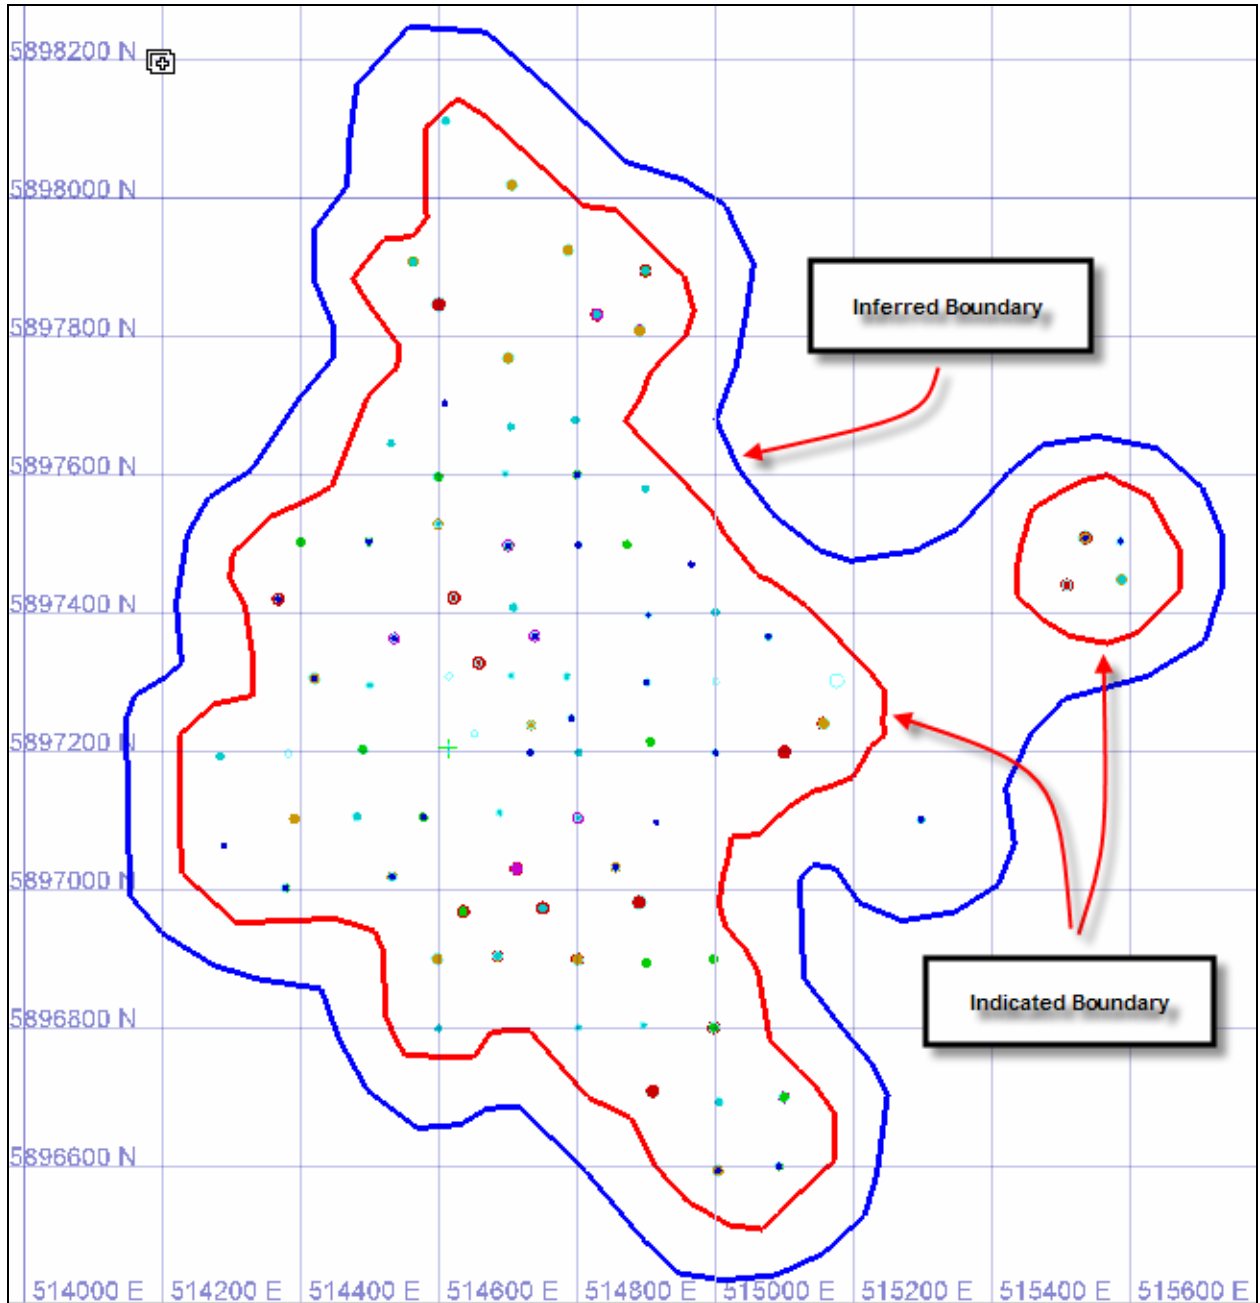 5898200 N
5898000 N
Inferred Boundary
5897800 N
5897600 N
5897400 N
5897200 N
5897000 N
Indicated Boundary
5896800 N
5896600 N
514000 E 514200 E 514400 E 514600 E 514800 E 515000 E 515200 E 515400 E 515600 E